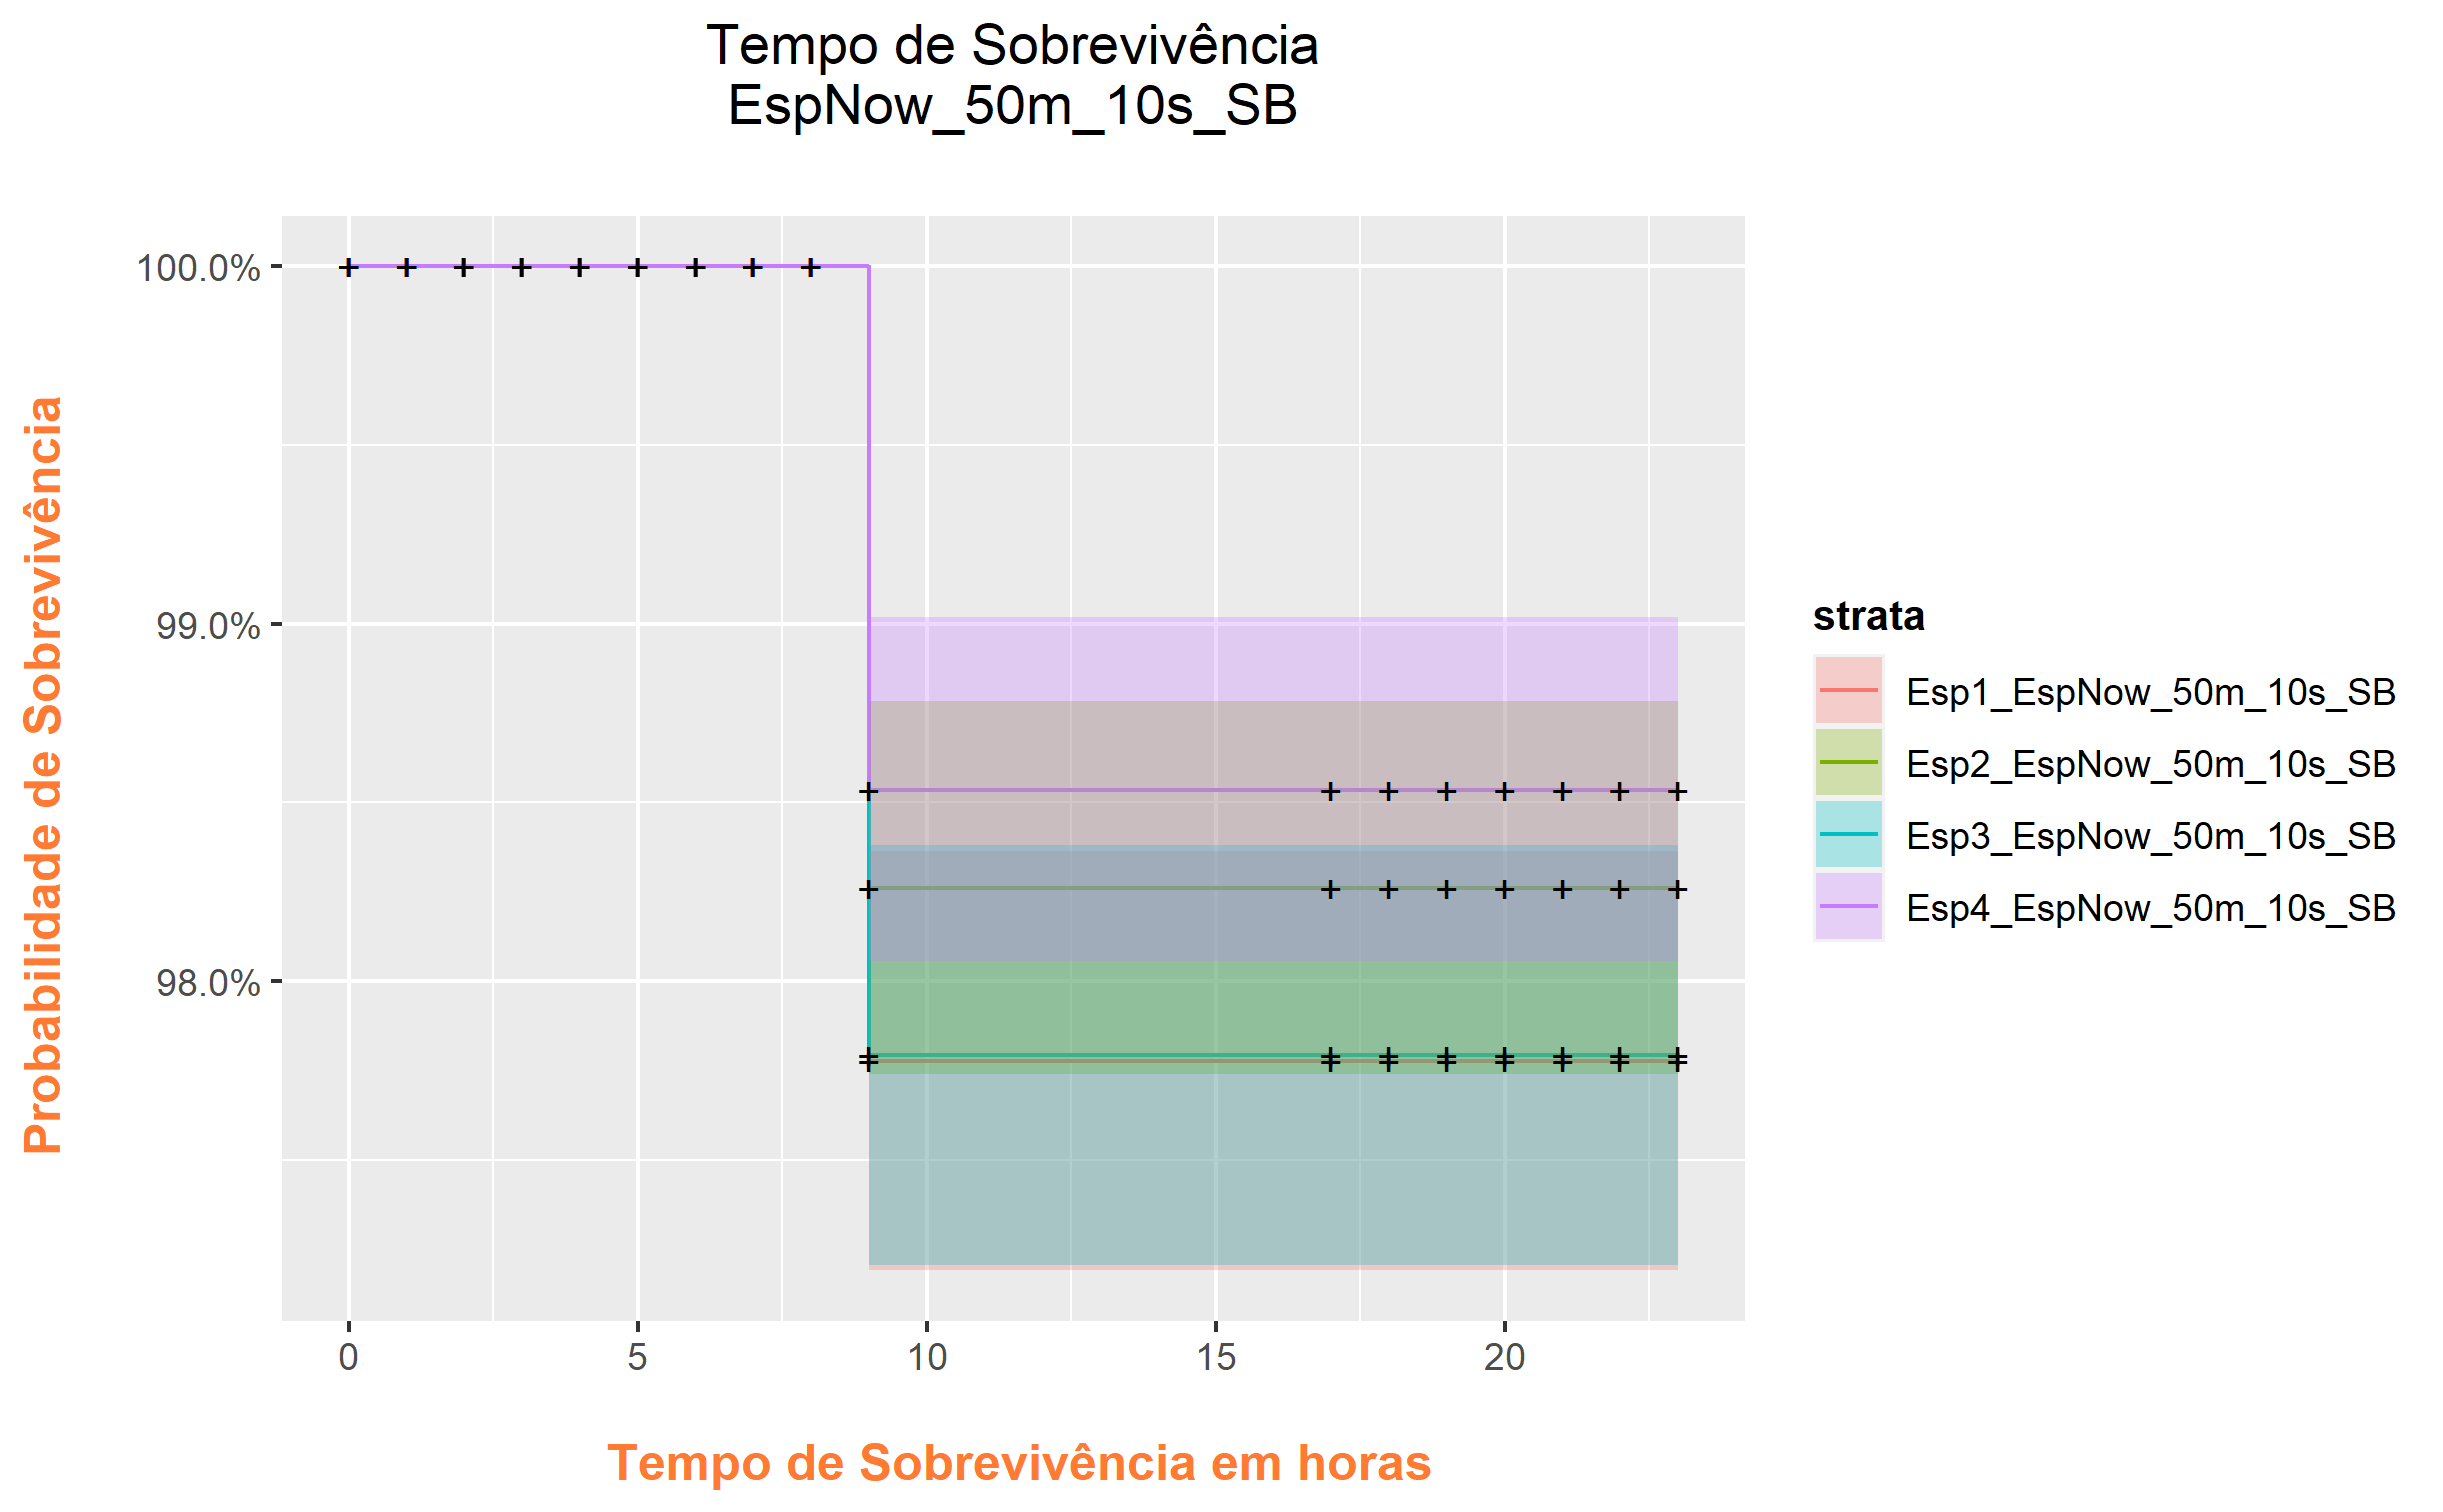 Tempo de Sobrevivência
EspNow_50m_10s_SB
Probabilidade de Sobrevivência
100.0%
99.0%
98.0%
0 5 10 15 20
Tempo de Sobrevivência em horas
strata
Esp1_EspNow_50m_10s_SB
Esp2_EspNow_50m_10s_SB
Esp3_EspNow_50m_10s_SB
Esp4_EspNow_50m_10s_SB